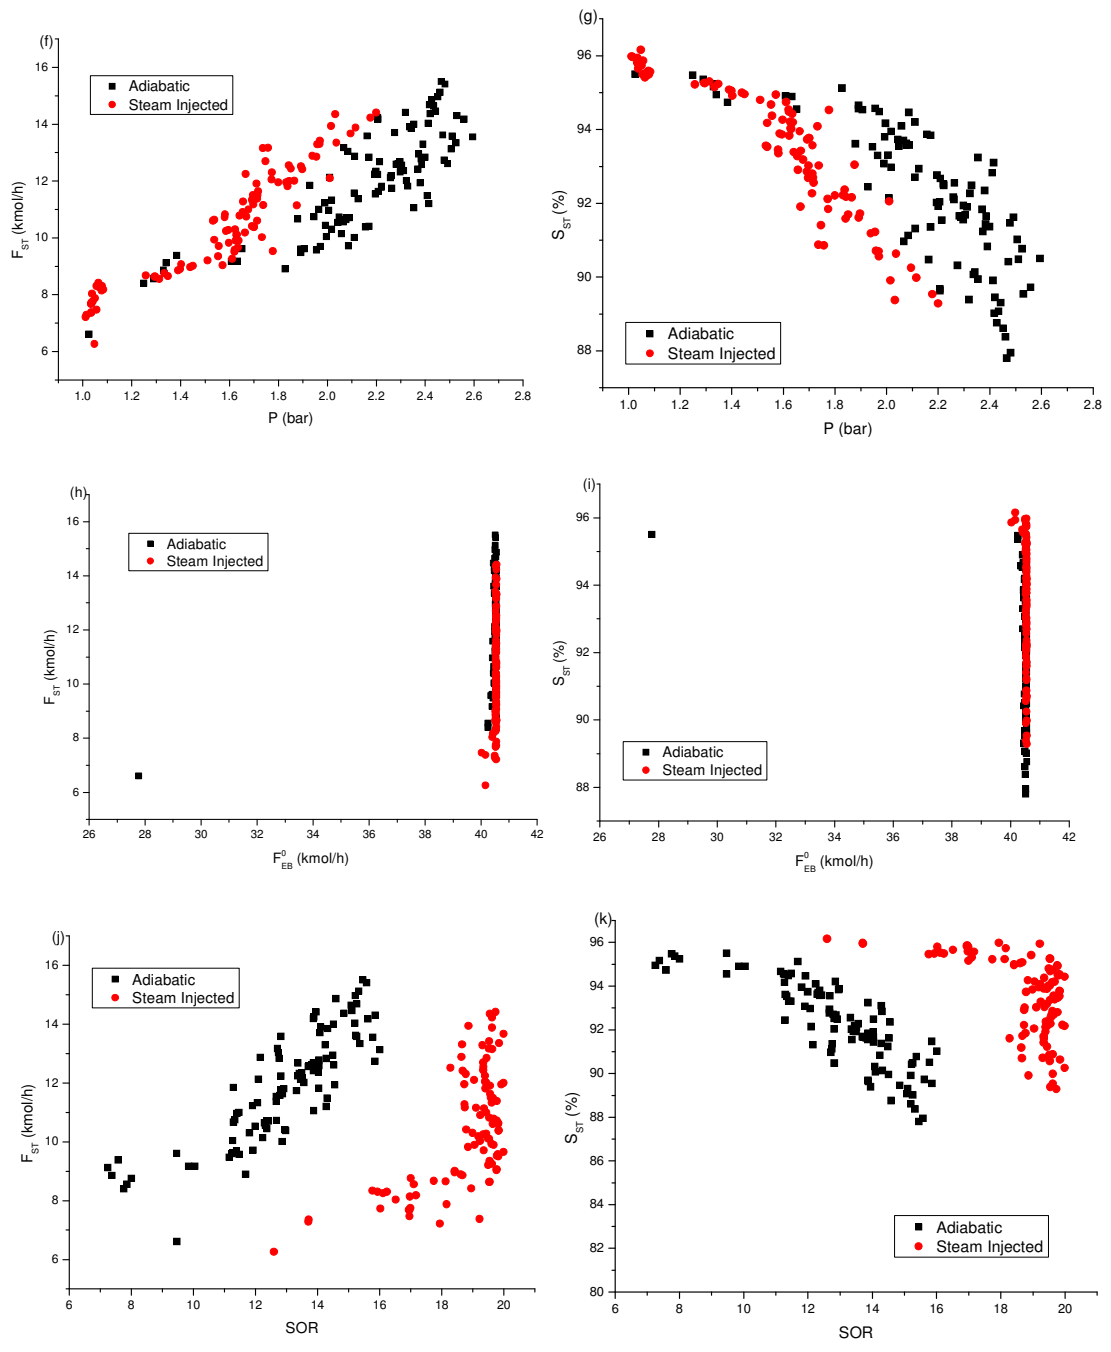 (f)
16
14
12
10
8
6
F_ST (kmol/h)
Adiabatic
Steam Injected
1.0 1.2 1.4 1.6 1.8 2.0 2.2 2.4 2.6 2.8
P (bar)
(g)
96
94
92
90
88
S_ST (%)
Adiabatic
Steam Injected
1.0 1.2 1.4 1.6 1.8 2.0 2.2 2.4 2.6 2.8
P (bar)
(h)
16
14
12
10
8
6
F_ST (kmol/h)
Adiabatic
Steam Injected
26 28 30 32 34 36 38 40 42
F⁰_EB (kmol/h)
(i)
96
94
92
90
88
S_ST (%)
Adiabatic
Steam Injected
26 28 30 32 34 36 38 40 42
F⁰_EB (kmol/h)
(j)
16
14
12
10
8
6
F_ST (kmol/h)
Adiabatic
Steam Injected
6 8 10 12 14 16 18 20
SOR
(k)
96
94
92
90
88
86
84
82
80
S_ST (%)
Adiabatic
Steam Injected
6 8 10 12 14 16 18 20
SOR